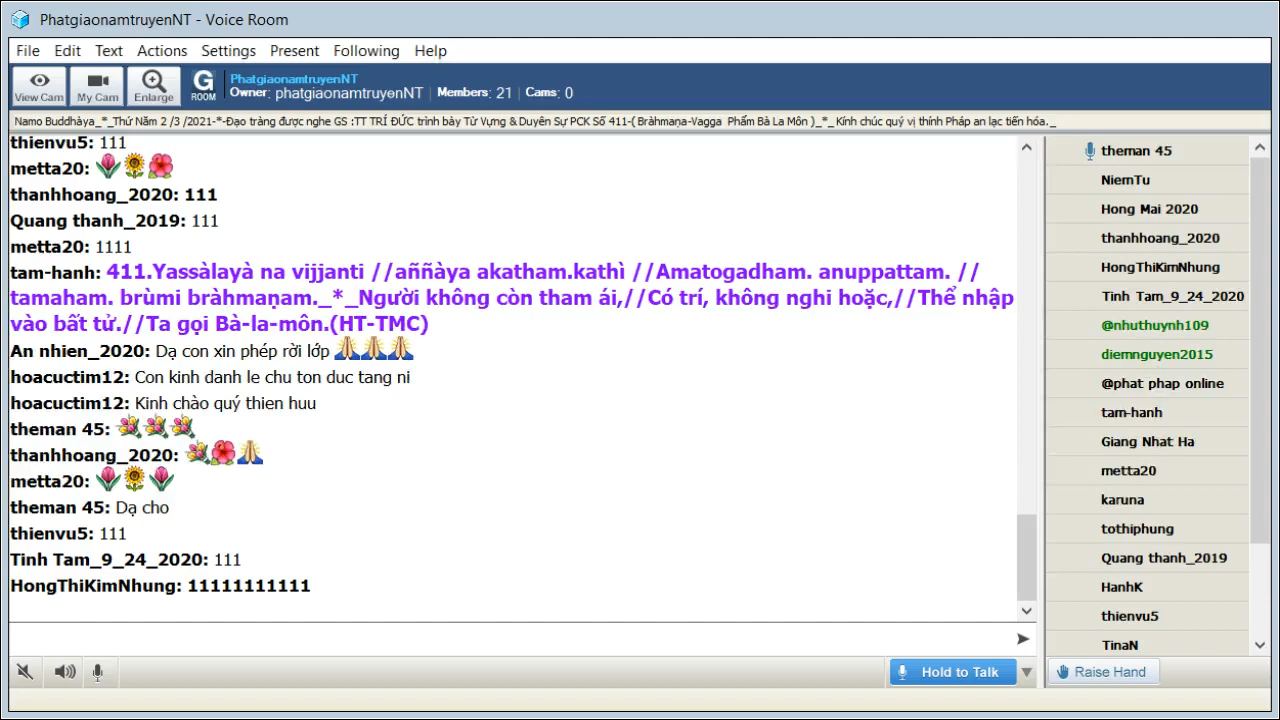 PhatgiaonamtruyenNT - Voice Room
File Edit Text Actions Settings Present Following Help
View Cam
My Cam
Enlarge
G
ROOM
PhatgiaonamtruyenNT
Owner: phatgiaonamtruyenNT | Members: 21 | Cams: 0
Namo Buddhàya_*_Thứ Năm 2 /3 /2021-*-Đạo tràng được nghe GS :TT TRÍ ĐỨC trình bày Từ Vựng & Duyên Sự PCK Số 411-( Bràhmaṇa-Vagga Phẩm Bà La Môn )_*_ Kính chúc quý vị thính Pháp an lạc tiến hóa._
thienvu5: 111
metta20:
thanhhoang_2020: 111
Quang thanh_2019: 111
metta20: 1111
tam-hanh: 411.Yassàlayà na vijjanti //aññàya akatham.kathì //Amatogadham. anuppattam. //
tamaham. brùmi bràhmaṇam._*_Người không còn tham ái,//Có trí, không nghi hoặc,//Thể nhập
vào bất tử.//Ta gọi Bà-la-môn.(HT-TMC)
An nhien_2020: Dạ con xin phép rời lớp
hoacuctim12: Con kinh danh le chu ton duc tang ni
hoacuctim12: Kinh chào quý thien huu
theman 45:
thanhhoang_2020:
metta20:
theman 45: Dạ cho
thienvu5: 111
Tinh Tam_9_24_2020: 111
HongThiKimNhung: 11111111111
theman 45
NiemTu
Hong Mai 2020
thanhhoang_2020
HongThiKimNhung
Tinh Tam_9_24_2020
@nhuthuynh109
diemnguyen2015
@phat phap online
tam-hanh
Giang Nhat Ha
metta20
karuna
tothiphung
Quang thanh_2019
HanhK
thienvu5
TinaN
Hold to Talk
Raise Hand